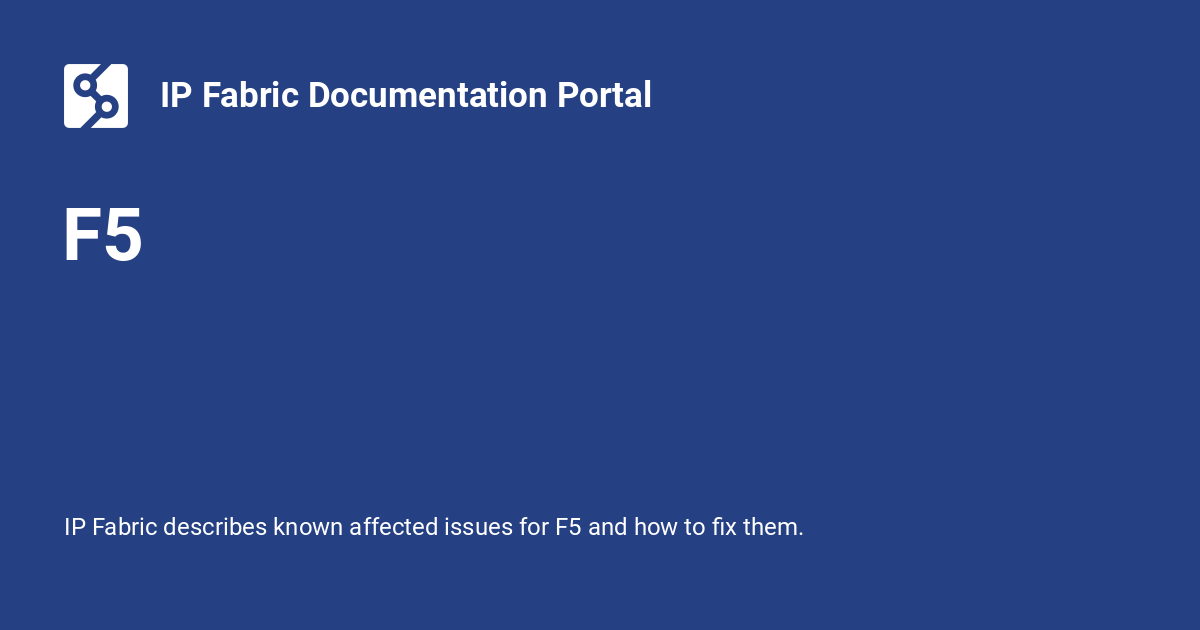 IP Fabric Documentation Portal
F5
IP Fabric describes known affected issues for F5 and how to fix them.